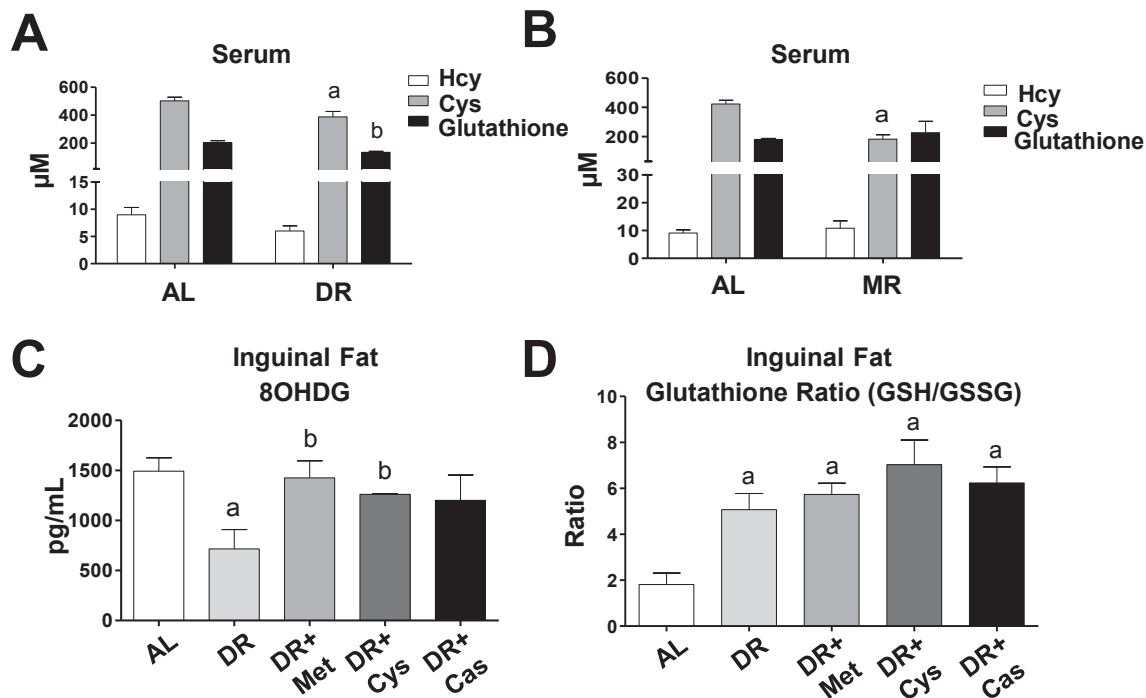 A
Serum
Hcy
Cys
Glutathione
600
400
200
15
10
5
0
µM
a
b
AL
DR
B
Serum
Hcy
Cys
Glutathione
600
400
200
30
20
10
0
µM
a
AL
MR
C
Inguinal Fat
8OHDG
2000
1500
1000
500
0
pg/mL
a
b
b
AL
DR
DR+
Met
DR+
Cys
DR+
Cas
D
Inguinal Fat
Glutathione Ratio (GSH/GSSG)
10
8
6
4
2
0
Ratio
a
a
a
a
AL
DR
DR+
Met
DR+
Cys
DR+
Cas